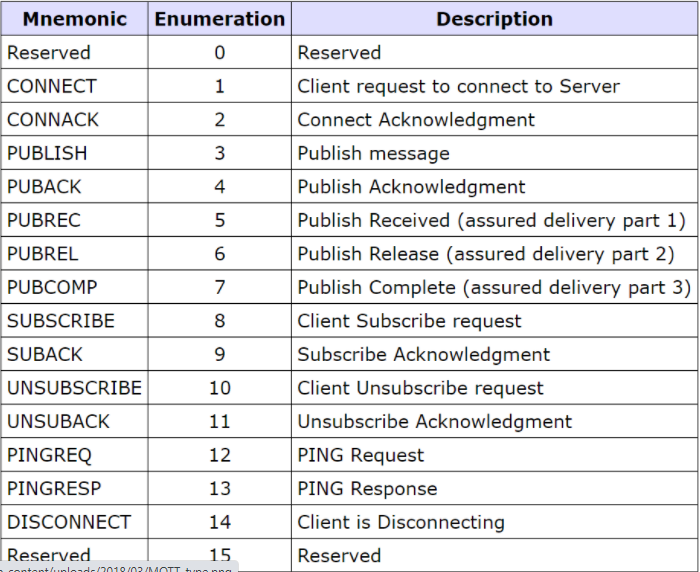 Mnemonic Enumeration Description
Reserved 0 Reserved
CONNECT 1 Client request to connect to Server
CONNACK 2 Connect Acknowledgment
PUBLISH 3 Publish message
PUBACK 4 Publish Acknowledgment
PUBREC 5 Publish Received (assured delivery part 1)
PUBREL 6 Publish Release (assured delivery part 2)
PUBCOMP 7 Publish Complete (assured delivery part 3)
SUBSCRIBE 8 Client Subscribe request
SUBACK 9 Subscribe Acknowledgment
UNSUBSCRIBE 10 Client Unsubscribe request
UNSUBACK 11 Unsubscribe Acknowledgment
PINGREQ 12 PING Request
PINGRESP 13 PING Response
DISCONNECT 14 Client is Disconnecting
Reserved 15 Reserved
content/uploads/2018/03/MQTT_type.png